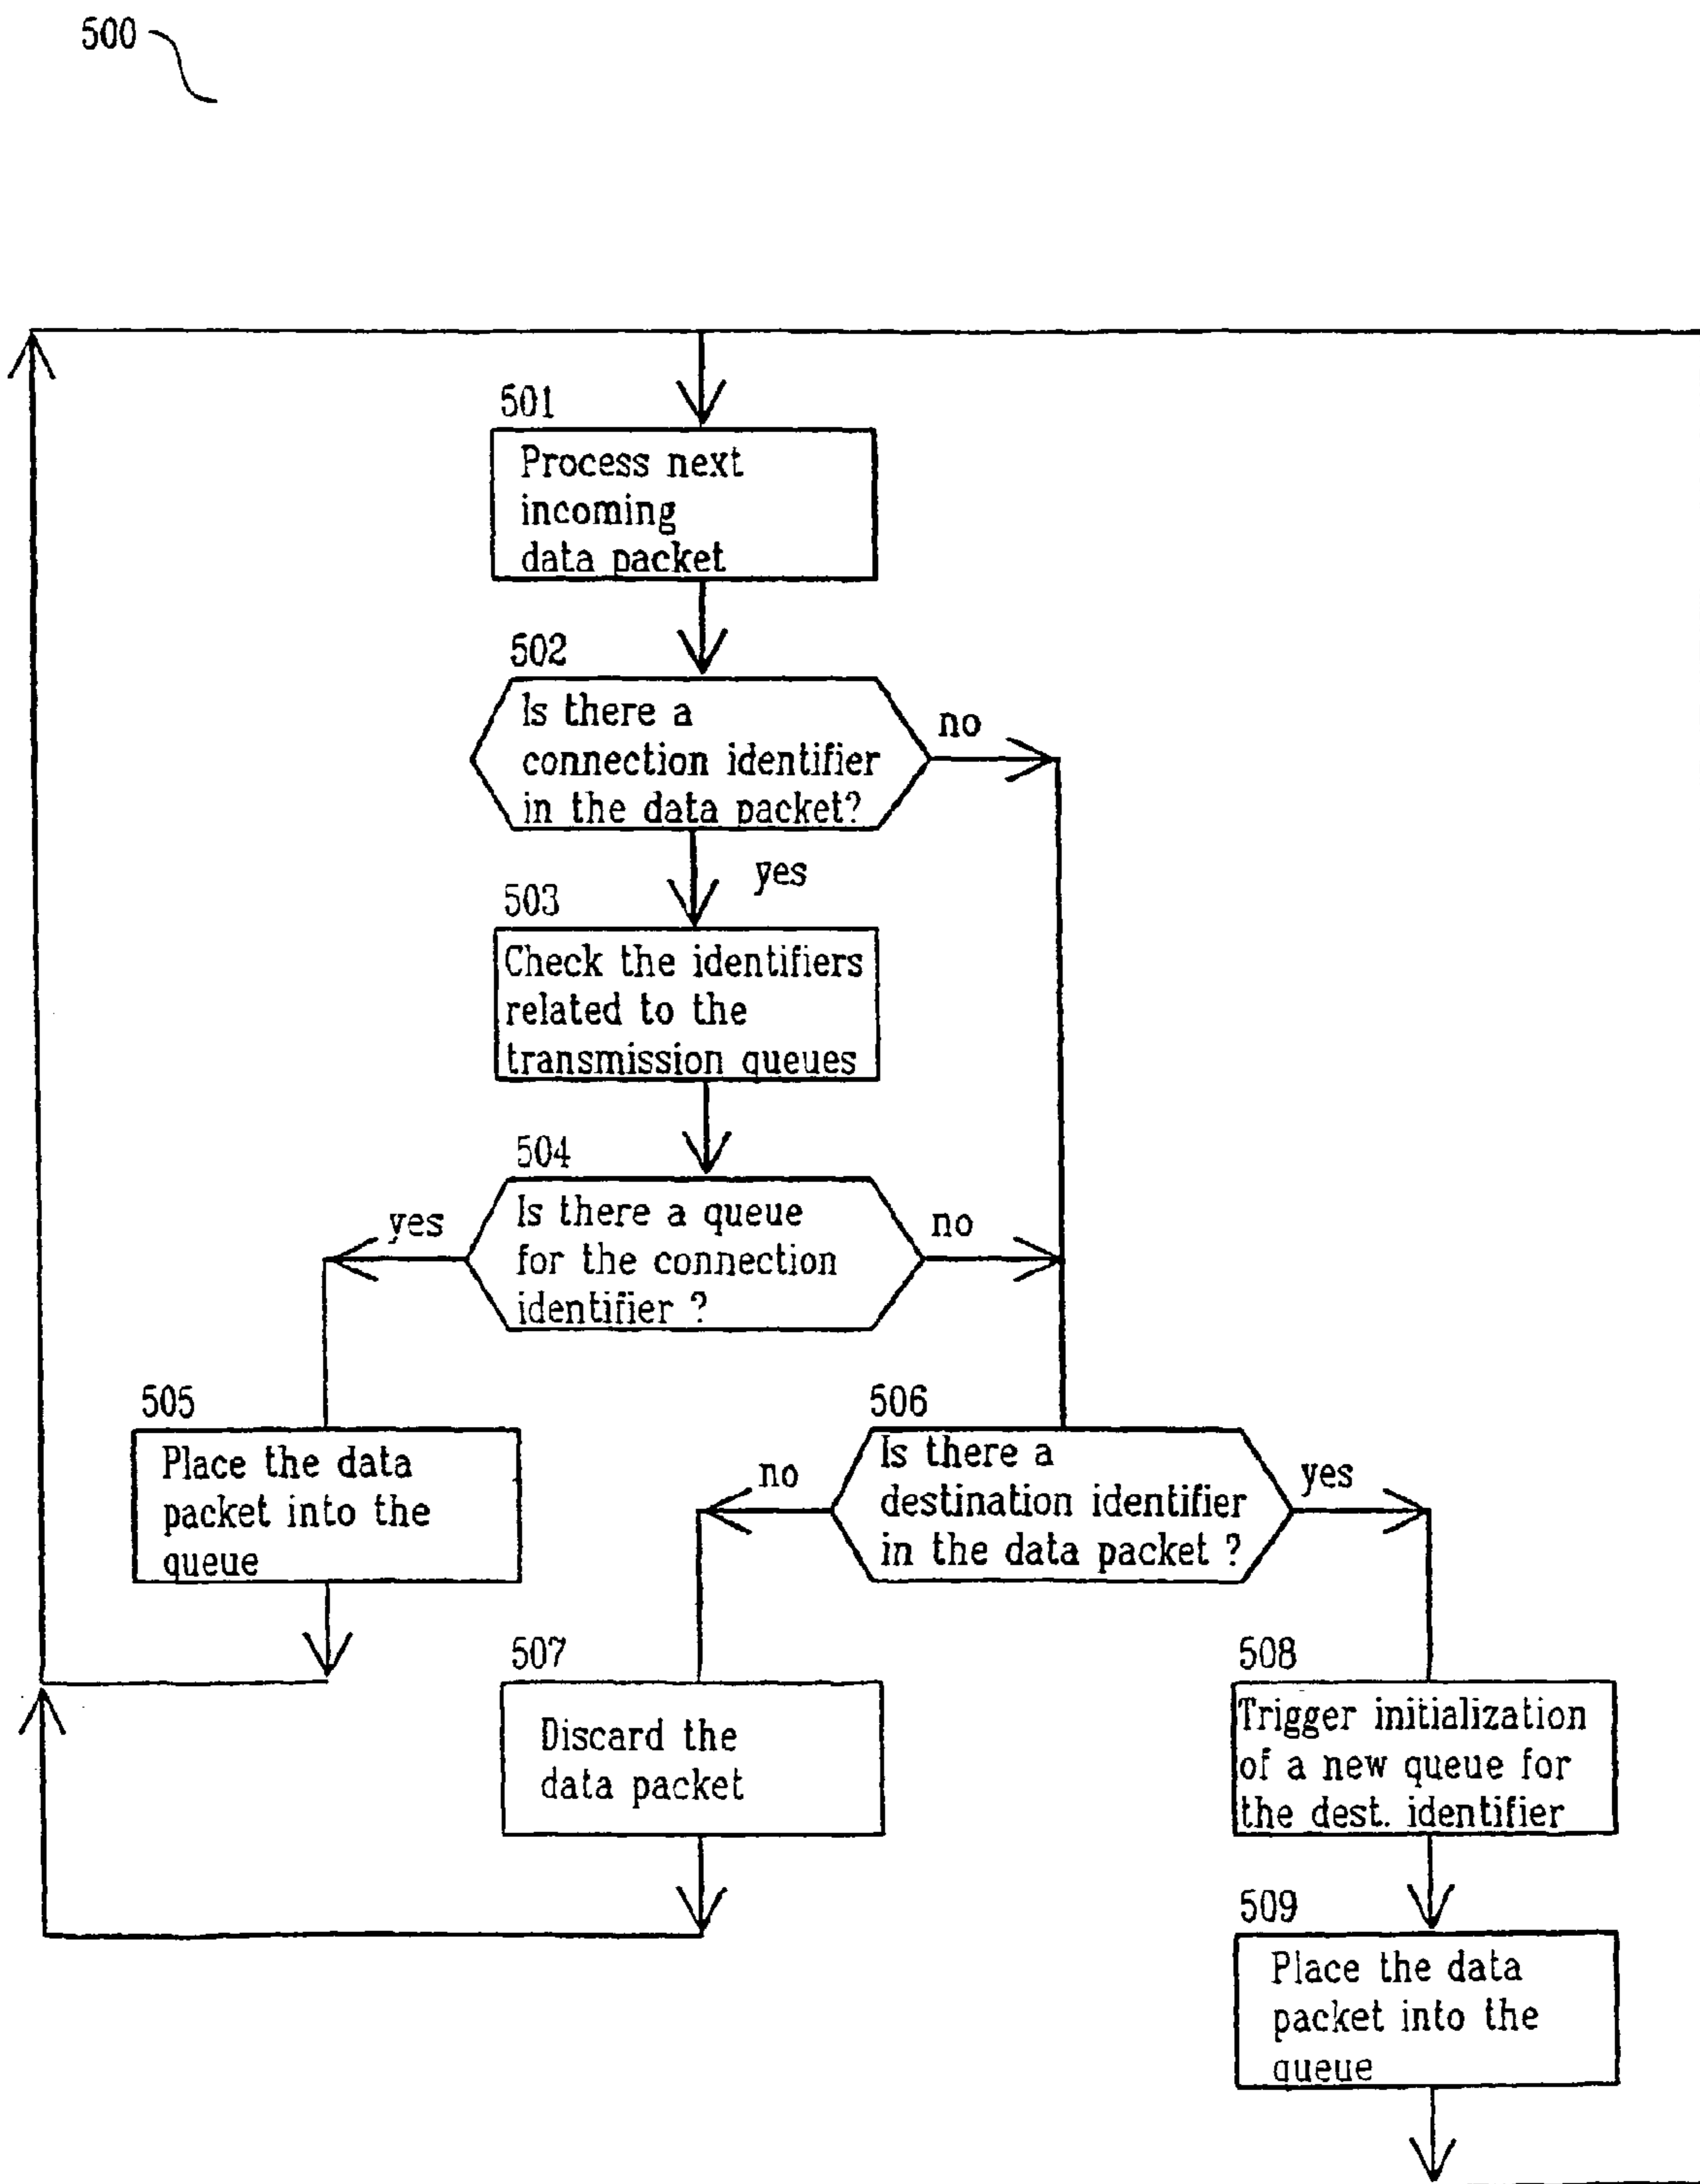 500
501
Process next
incoming
data packet
502
Is there a
connection identifier
in the data packet?
no
yes
503
Check the identifiers
related to the
transmission queues
504
Is there a queue
for the connection
identifier ?
yes
no
505
Place the data
packet into the
queue
506
Is there a
destination identifier
in the data packet ?
no
yes
507
Discard the
data packet
508
Trigger initialization
of a new queue for
the dest. identifier
509
Place the data
packet into the
queue